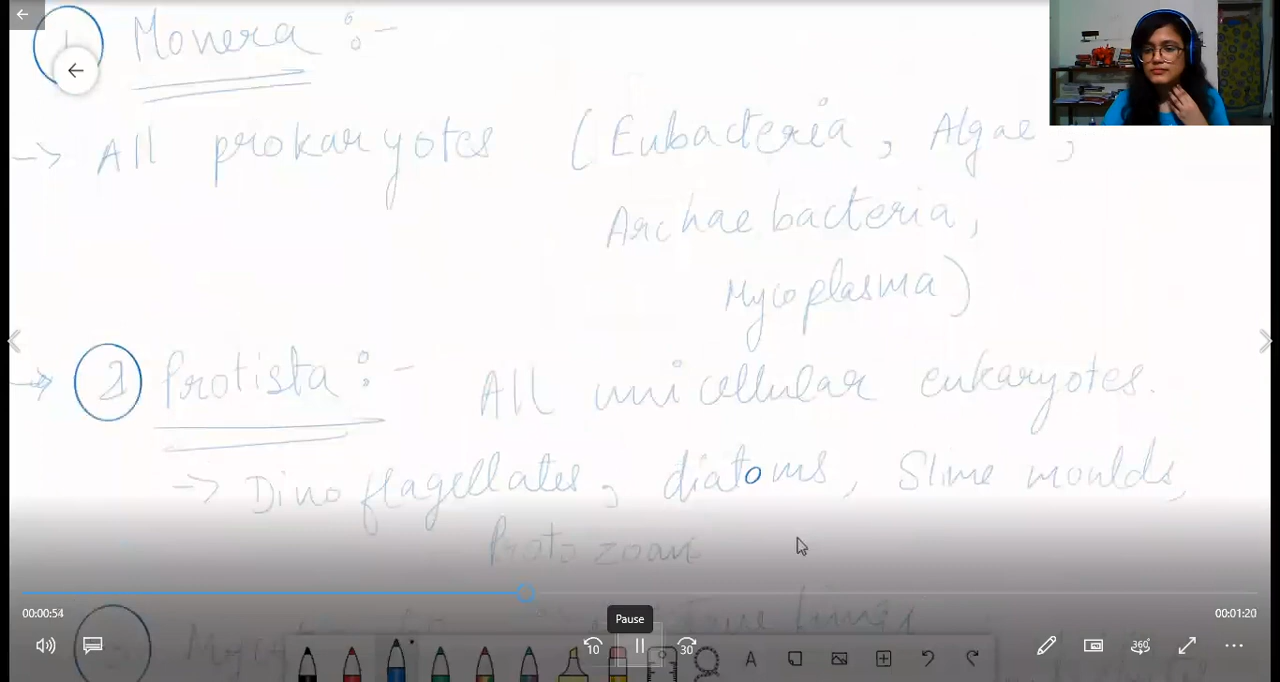 Monera :-
-> All prokaryotes (Eubacteria, Algae,
Archaebacteria,
Mycoplasma)
-> 2 Protista :- All unicellular eukaryotes.
-> Dinoflagellates, diatoms, Slime moulds,
Protozoan
00:00:54
Pause
00:01:20
10
30
A